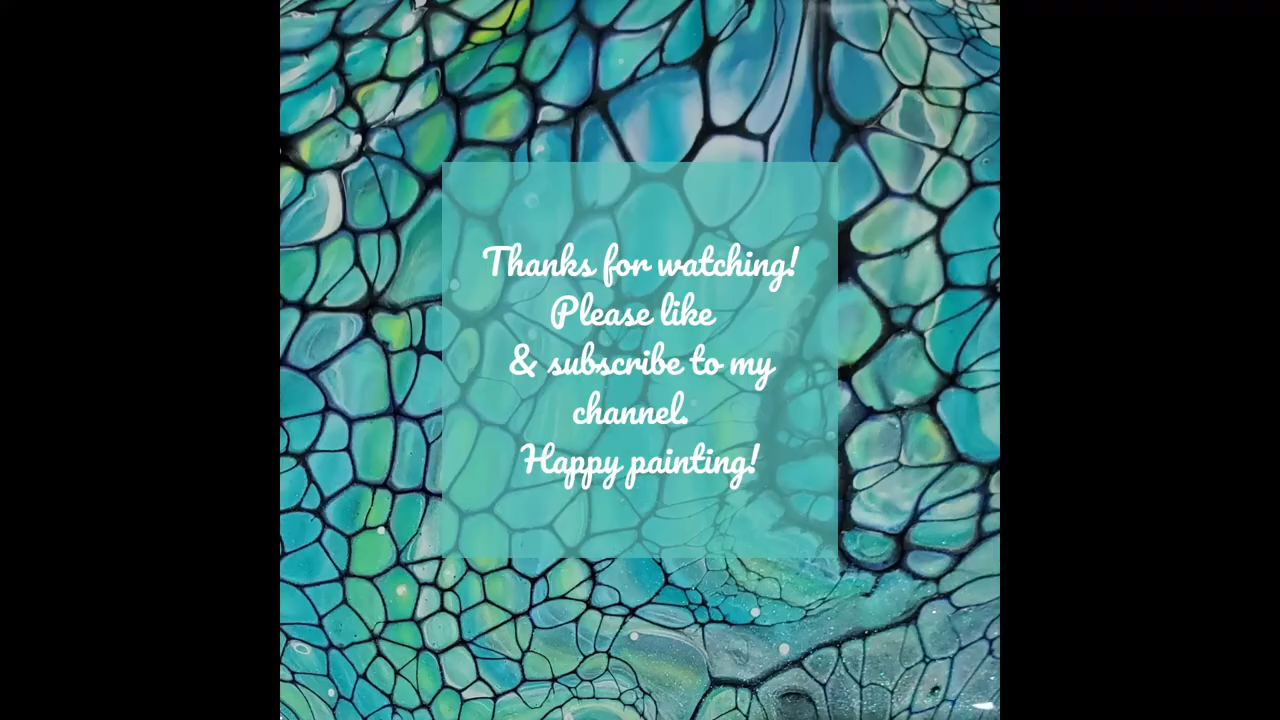 Thanks for watching!
Please like
& subscribe to my
channel.
Happy painting!